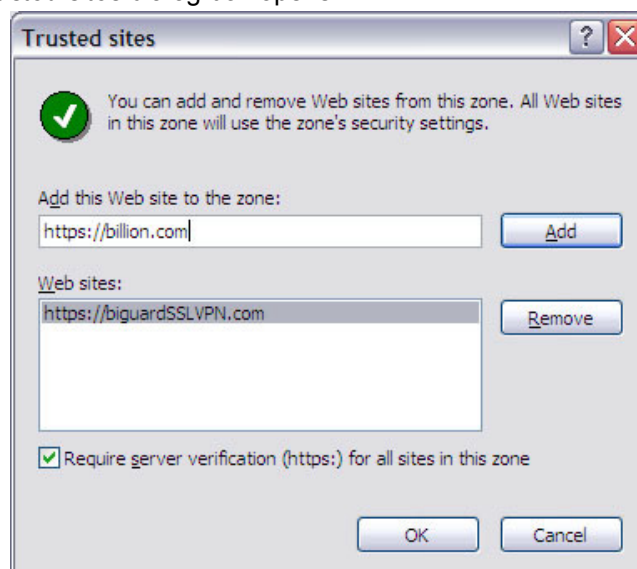 Trusted sites
?
You can add and remove Web sites from this zone. All Web sites
in this zone will use the zone's security settings.
Add this Web site to the zone:
https://billion.com
Add
Web sites:
https://biguardSSLVPN.com
Remove
Require server verification (https:) for all sites in this zone
OK
Cancel